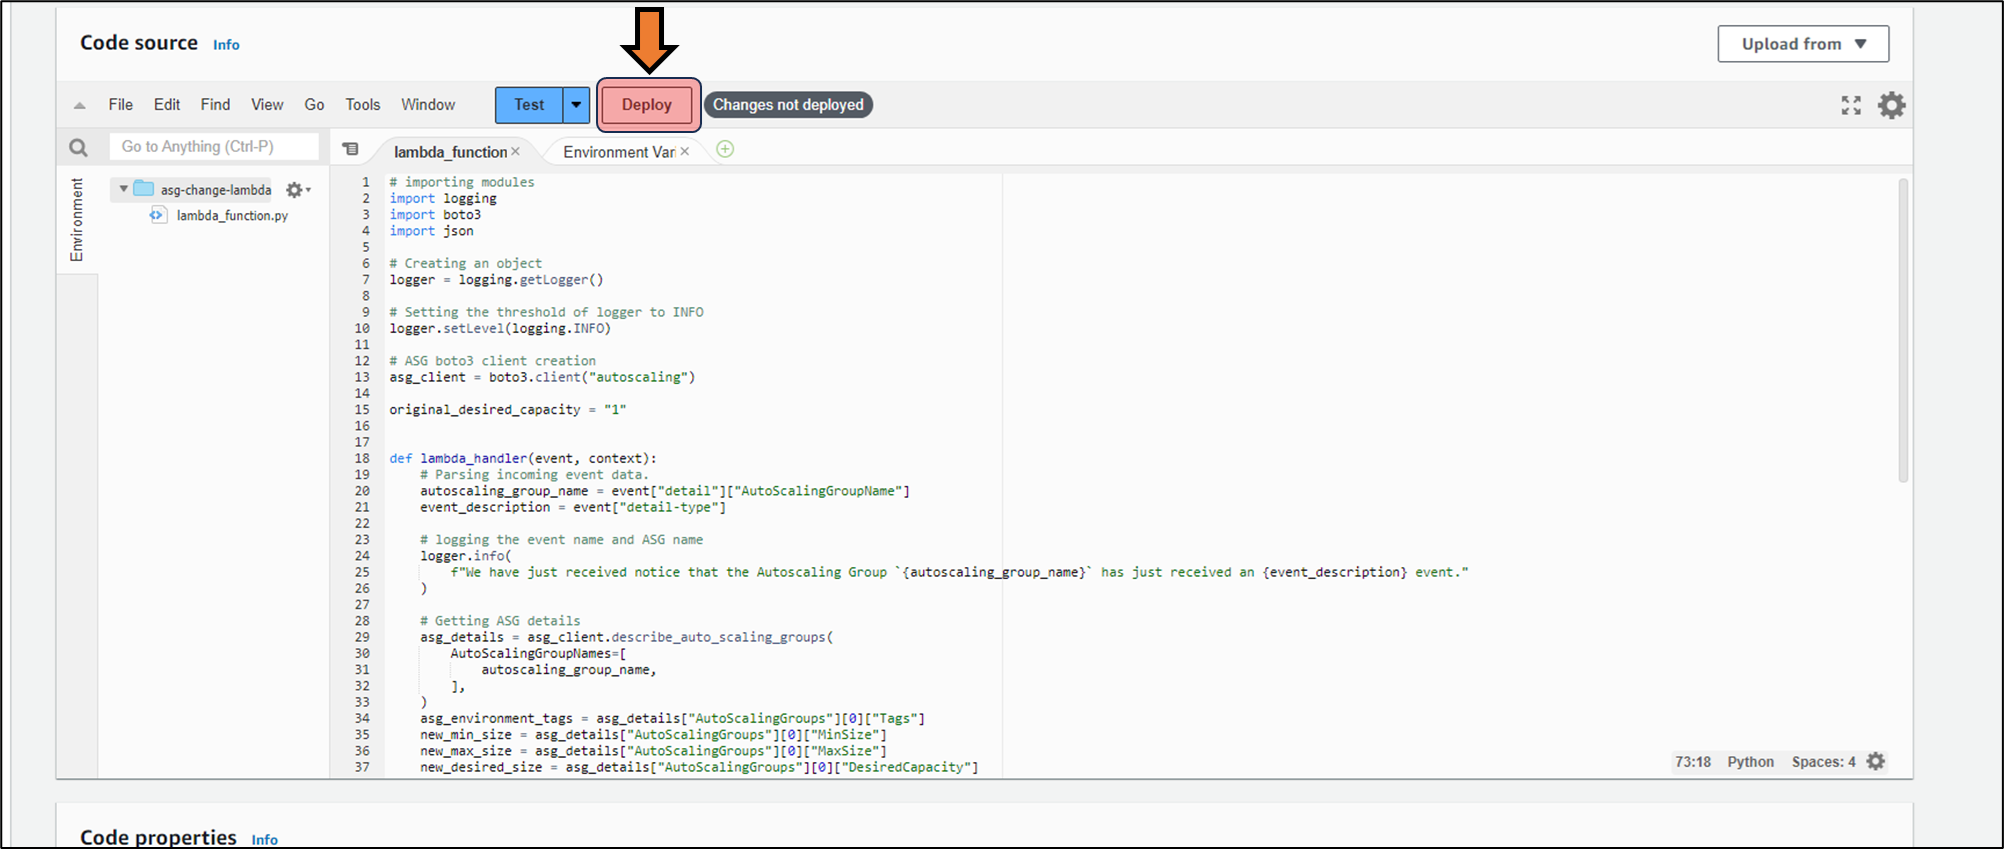 Code source Info
Upload from
File Edit Find View Go Tools Window Test Deploy Changes not deployed
Go to Anything (Ctrl-P)
lambda_function Environment Vari
Environment
asg-change-lambda
lambda_function.py
1 # importing modules
2 import logging
3 import boto3
4 import json
5
6 # Creating an object
7 logger = logging.getLogger()
8
9 # Setting the threshold of logger to INFO
10 logger.setLevel(logging.INFO)
11
12 # ASG boto3 client creation
13 asg_client = boto3.client("autoscaling")
14
15 original_desired_capacity = "1"
16
17
18 def lambda_handler(event, context):
19     # Parsing incoming event data.
20     autoscaling_group_name = event["detail"]["AutoScalingGroupName"]
21     event_description = event["detail-type"]
22
23     # logging the event name and ASG name
24     logger.info(
25         f"We have just received notice that the Autoscaling Group `{autoscaling_group_name}` has just received an {event_description} event."
26     )
27
28     # Getting ASG details
29     asg_details = asg_client.describe_auto_scaling_groups(
30         AutoScalingGroupNames=[
31             autoscaling_group_name,
32         ],
33     )
34     asg_environment_tags = asg_details["AutoScalingGroups"][0]["Tags"]
35     new_min_size = asg_details["AutoScalingGroups"][0]["MinSize"]
36     new_max_size = asg_details["AutoScalingGroups"][0]["MaxSize"]
37     new_desired_size = asg_details["AutoScalingGroups"][0]["DesiredCapacity"]
73:18 Python Spaces: 4
Code properties Info